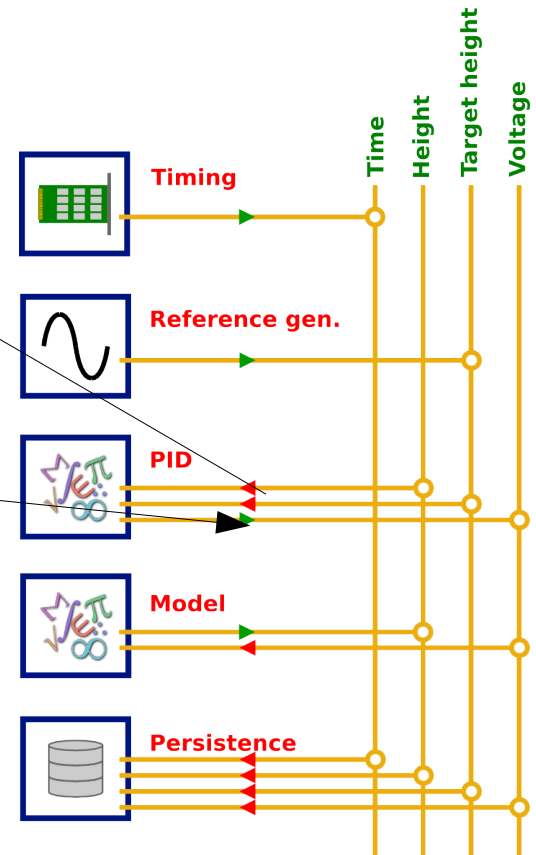 Time
Height
Target height
Voltage
Timing
Reference gen.
PID
Model
Persistence